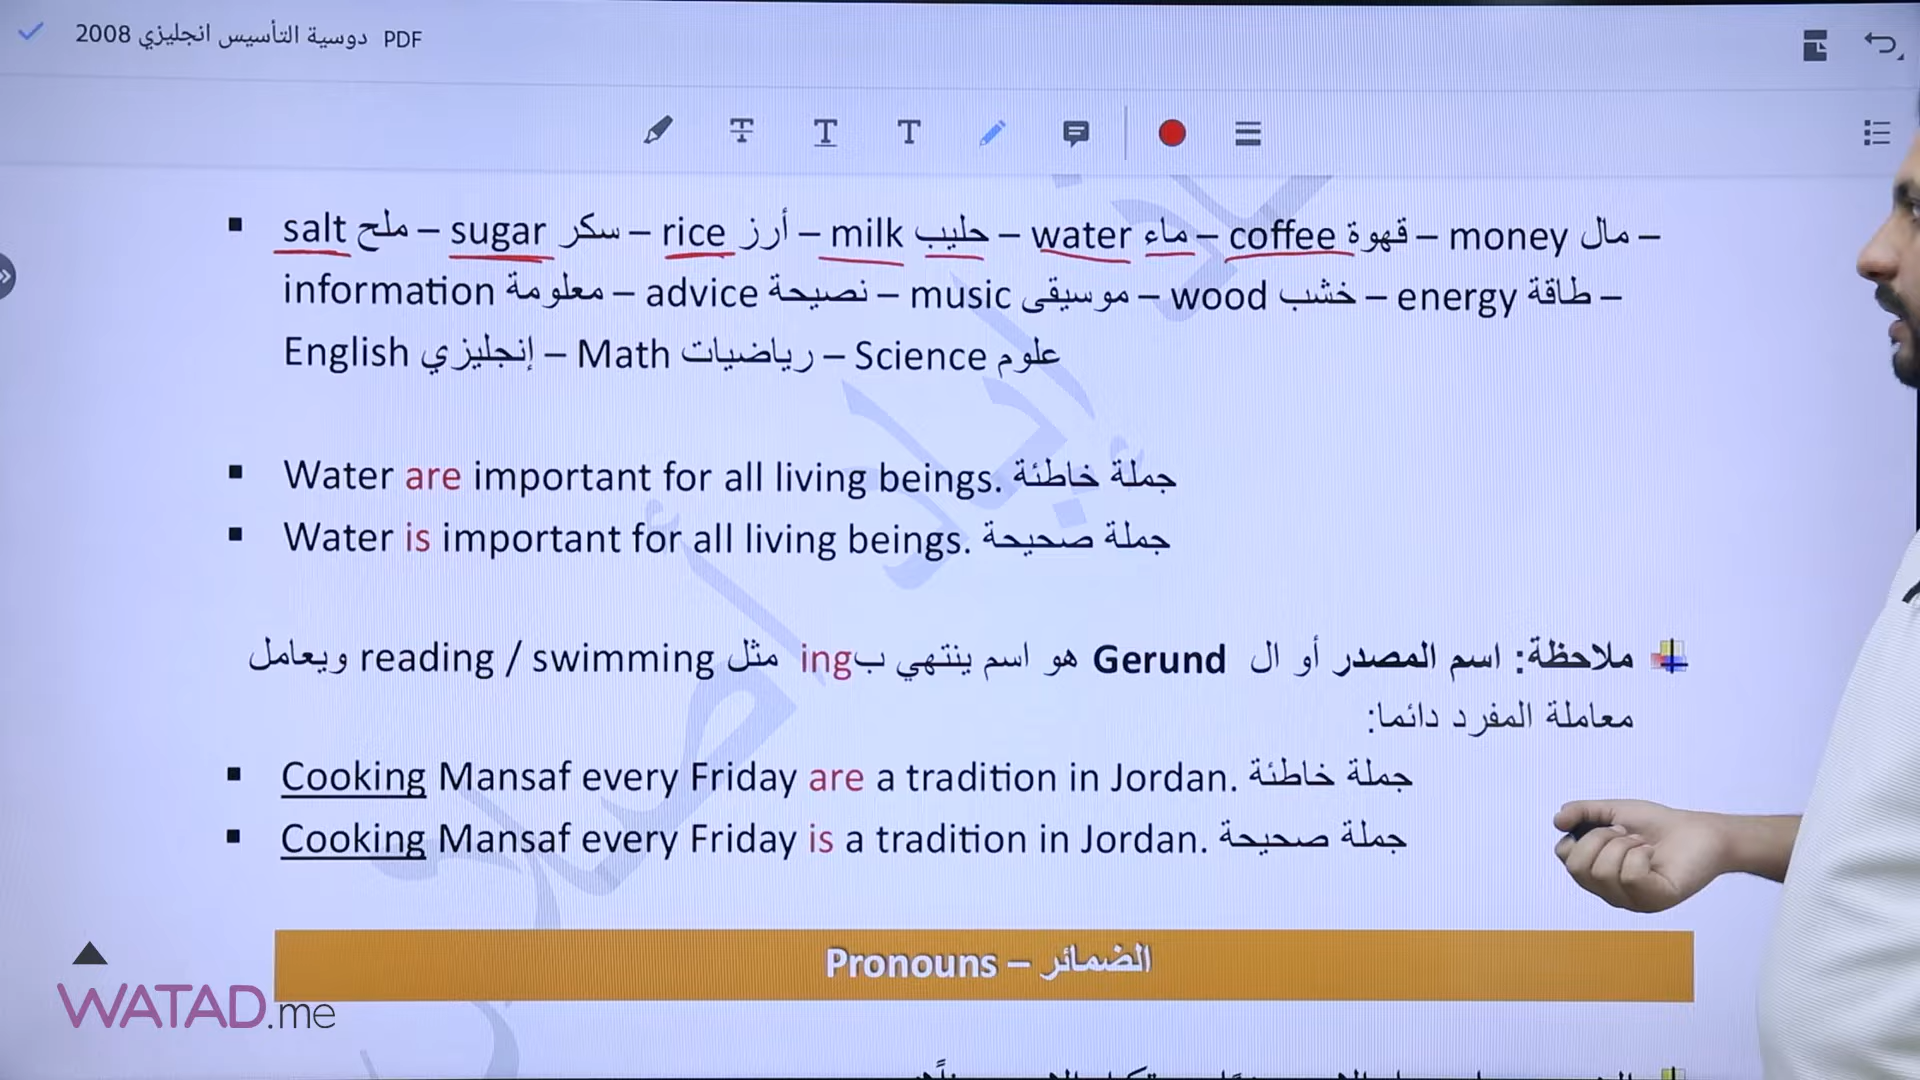 دوسية التأسيس انجليزي 2008 PDF
salt ملح – sugar سكر – rice أرز – milk حليب – water ماء – coffee قهوة – money مال –
information معلومة – advice نصيحة – music موسيقى – wood خشب – energy طاقة –
English إنجليزي – Math رياضيات – Science علوم
Water are important for all living beings. جملة خاطئة
Water is important for all living beings. جملة صحيحة
ملاحظة: اسم المصدر أو ال Gerund هو اسم ينتهي بing مثل reading / swimming ويعامل
معاملة المفرد دائما:
Cooking Mansaf every Friday are a tradition in Jordan. جملة خاطئة
Cooking Mansaf every Friday is a tradition in Jordan. جملة صحيحة
Pronouns – الضمائر
WATAD.me